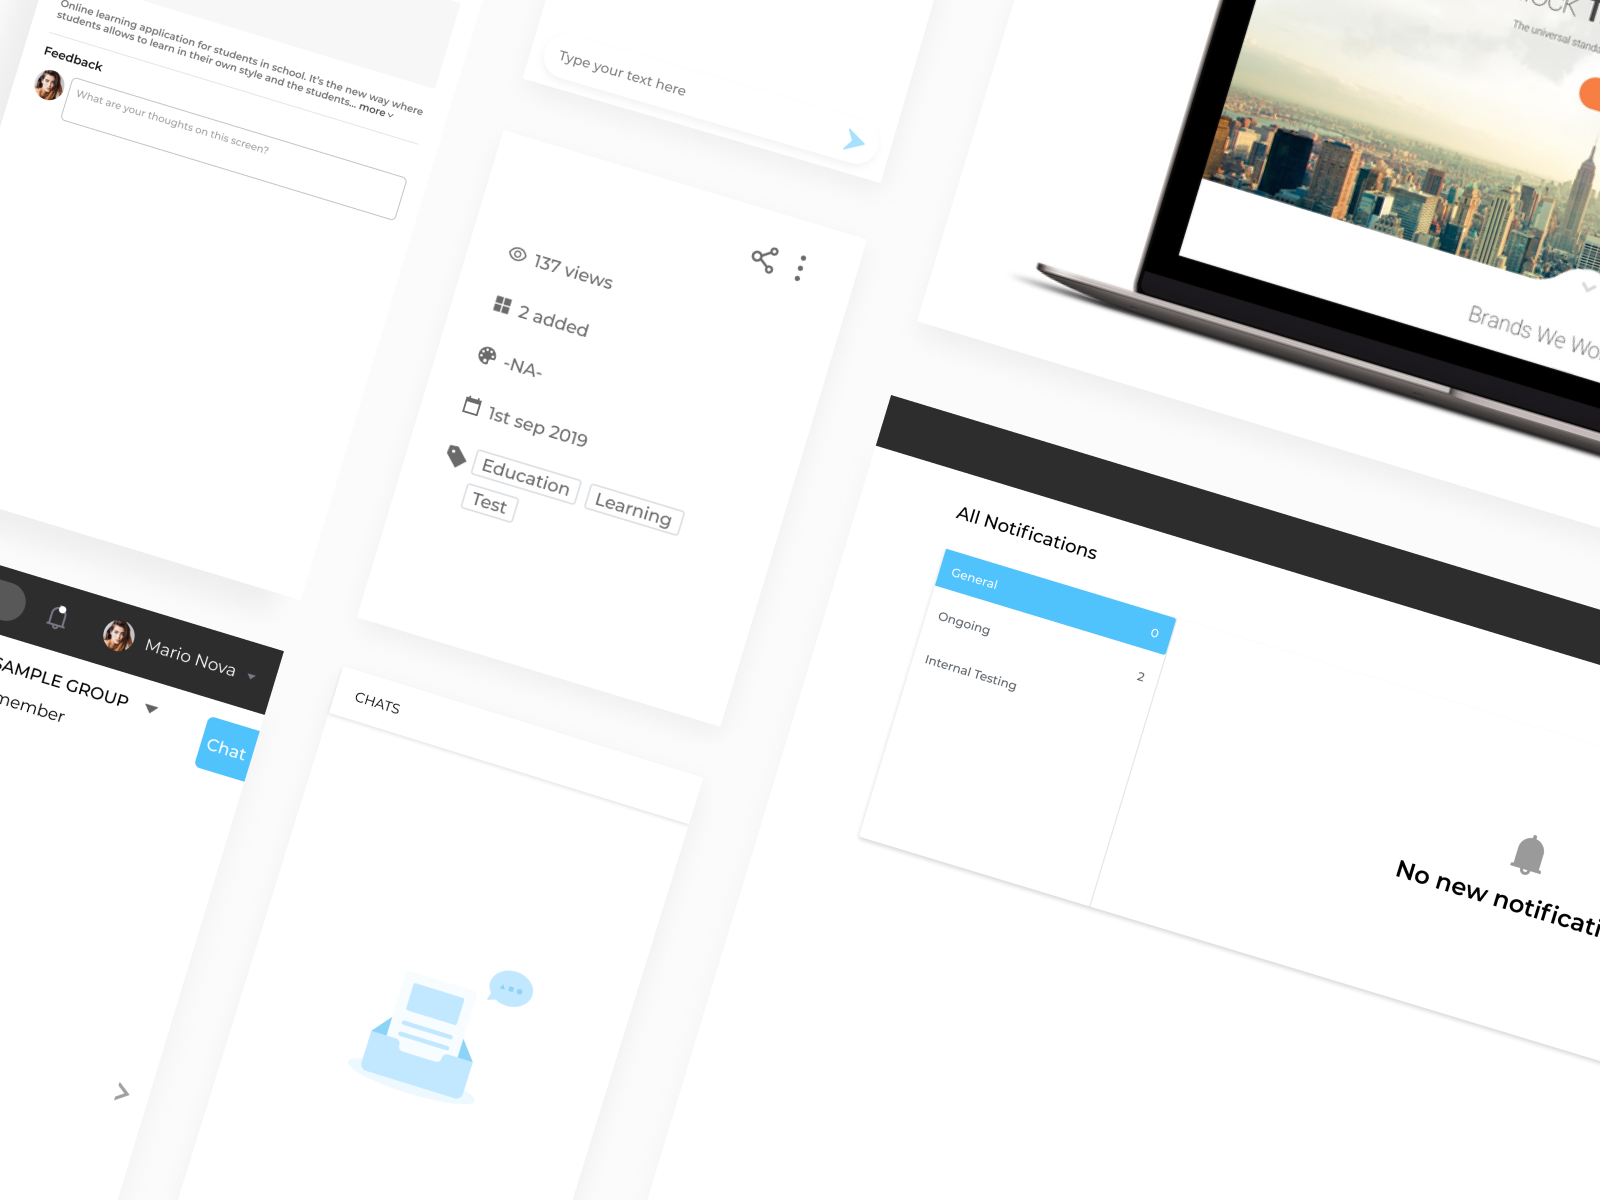 Online learning application for students in school. It's the new way where
students allows to learn in their own style and the students... more
Feedback
What are your thoughts on this screen?
Type your text here
137 views
2 added
-NA-
1st sep 2019
Education Learning
Test
The universal
Brands We
All Notifications
General 0
Ongoing 2
Internal Testing
No new
Mario Nova
SAMPLE GROUP
member
Chat
CHATS